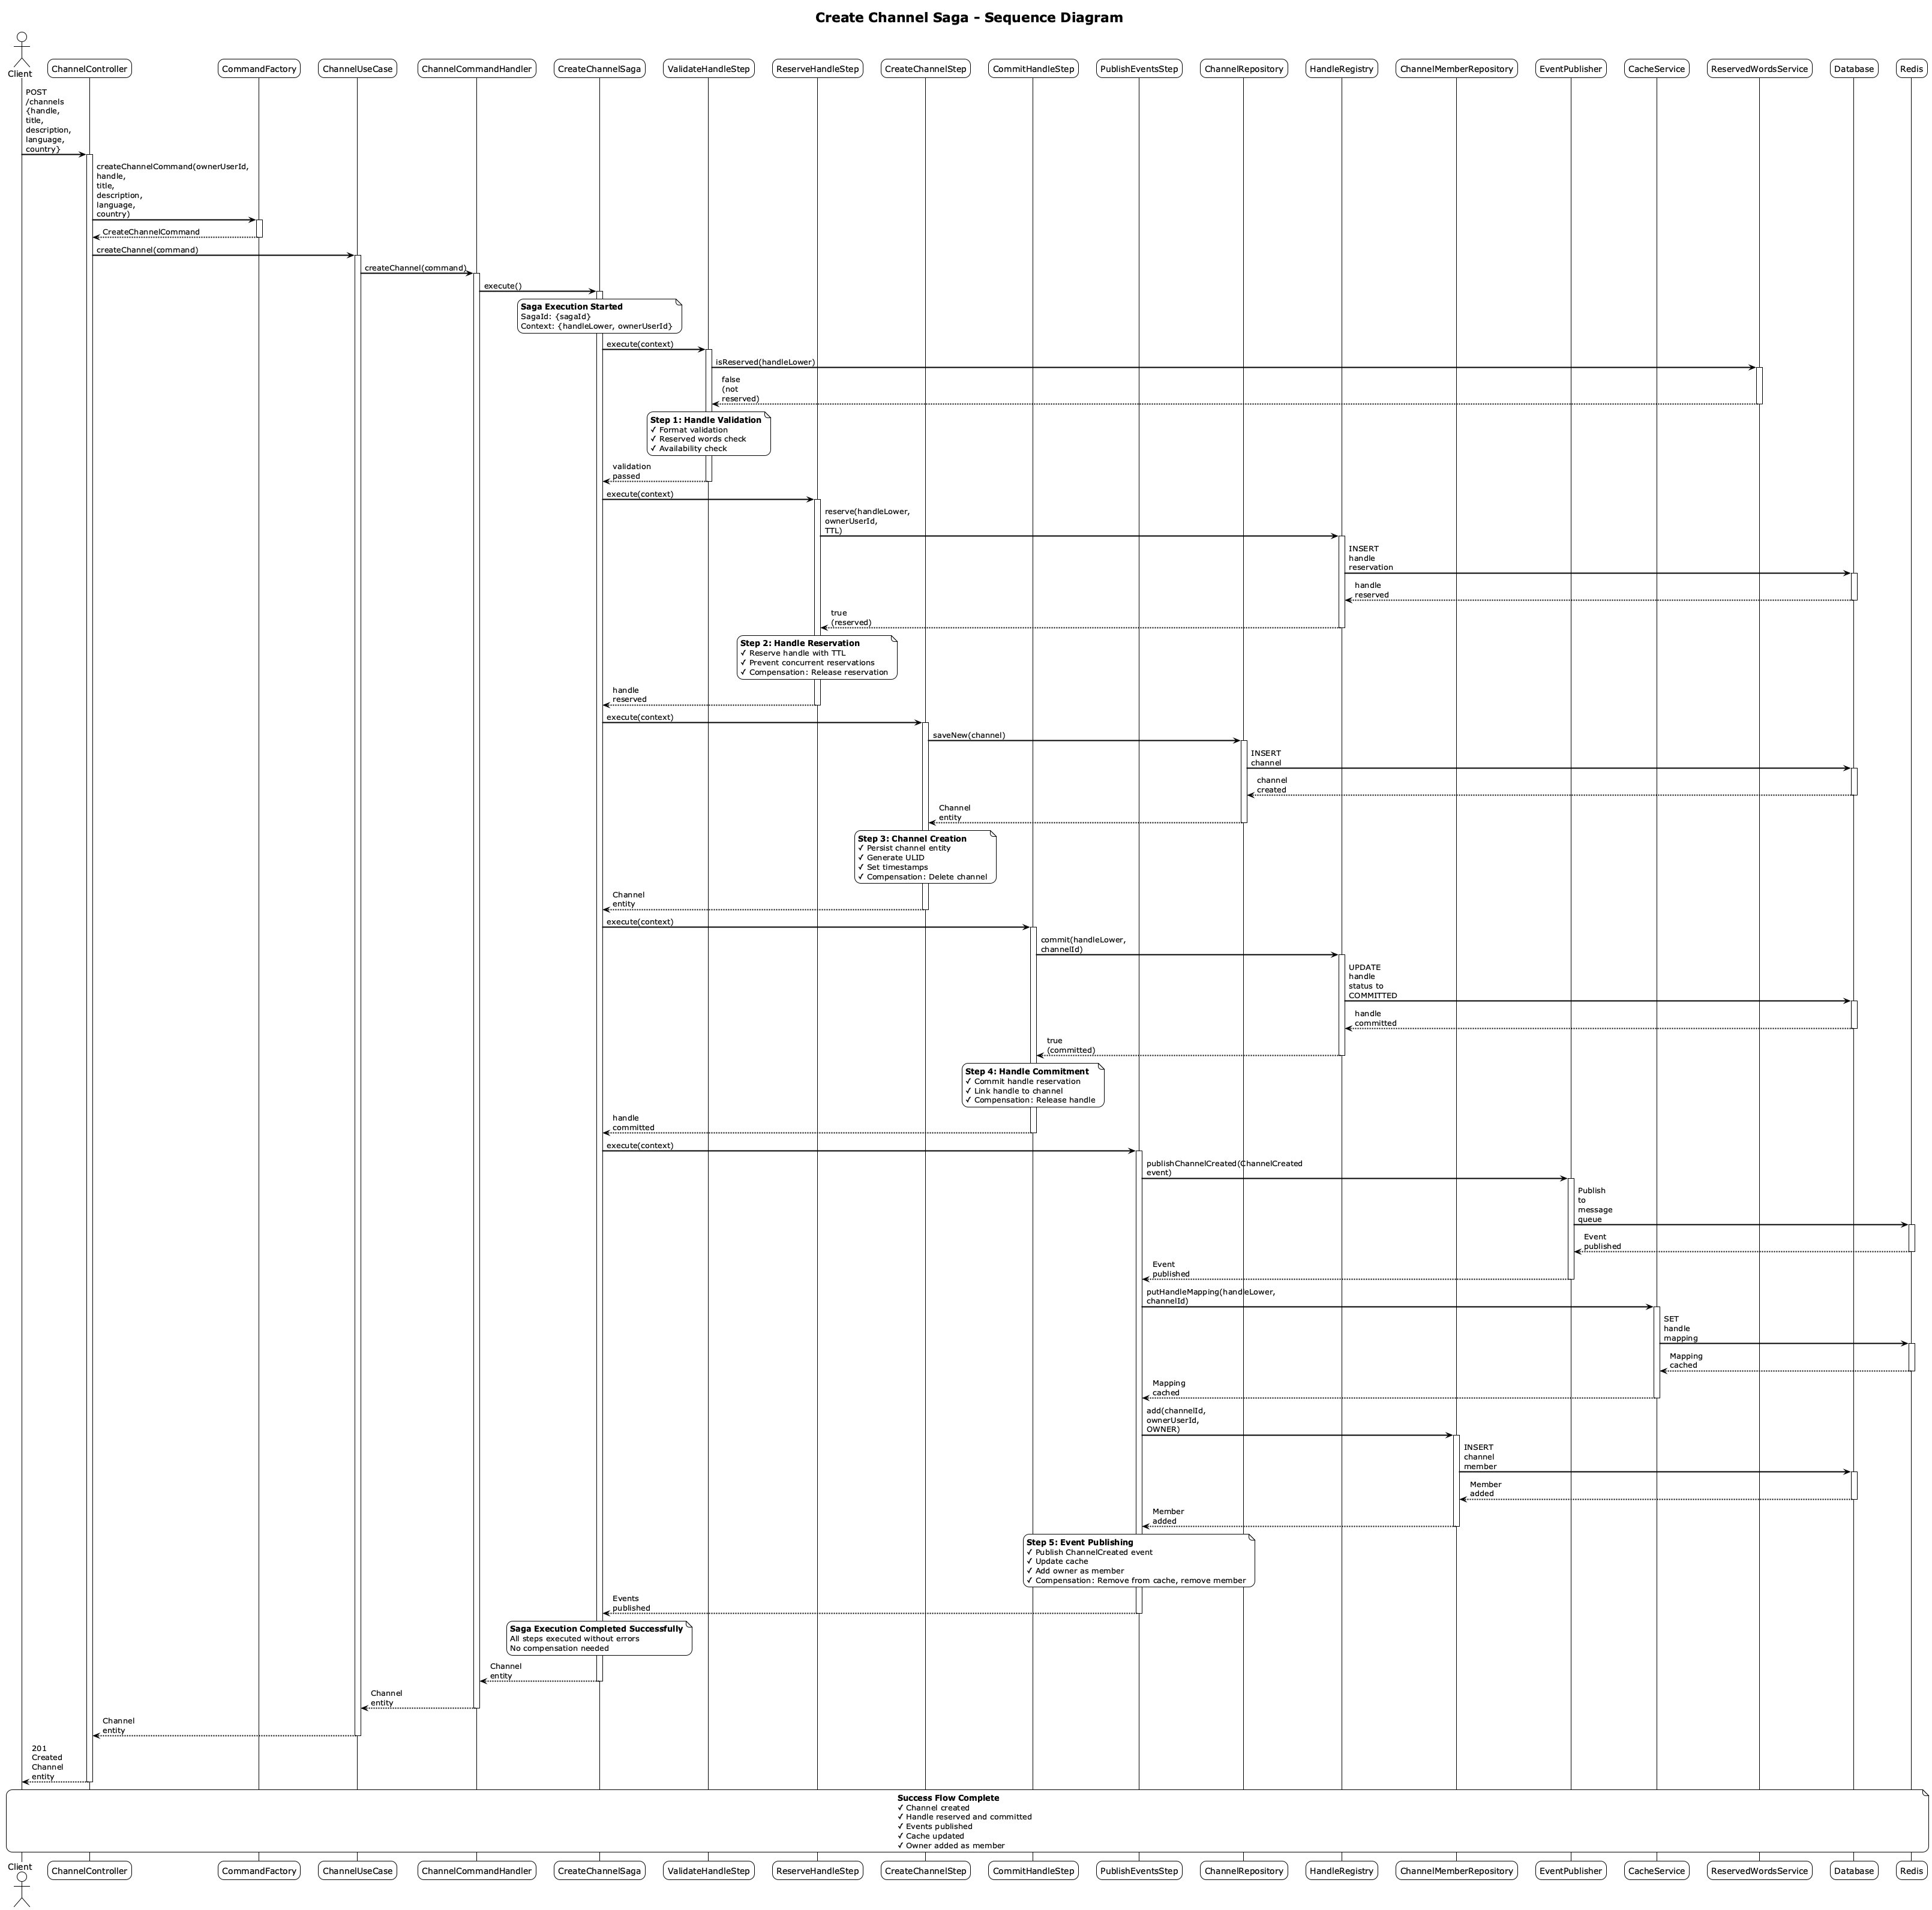 Create Channel Saga - Sequence Diagram
Client
ChannelController
CommandFactory
ChannelUseCase
ChannelCommandHandler
CreateChannelSaga
ValidateHandleStep
ReserveHandleStep
CreateChannelStep
CommitHandleStep
PublishEventsStep
ChannelRepository
HandleRegistry
ChannelMemberRepository
EventPublisher
CacheService
ReservedWordsService
Database
Redis
POST
/channels
{handle,
title,
description,
language,
country}
createChannelCommand(ownerUserId,
handle,
title,
description,
language,
country)
CreateChannelCommand
createChannel(command)
createChannel(command)
execute()
Saga Execution Started
SagaId: {sagaId}
Context: {handleLower, ownerUserId}
execute(context)
isReserved(handleLower)
false
(not
reserved)
Step 1: Handle Validation
✓ Format validation
✓ Reserved words check
✓ Availability check
validation
passed
execute(context)
reserve(handleLower,
ownerUserId,
TTL)
INSERT
handle
reservation
handle
reserved
true
(reserved)
Step 2: Handle Reservation
✓ Reserve handle with TTL
✓ Prevent concurrent reservations
✓ Compensation: Release reservation
handle
reserved
execute(context)
saveNew(channel)
INSERT
channel
channel
created
Channel
entity
Step 3: Channel Creation
✓ Persist channel entity
✓ Generate ULID
✓ Set timestamps
✓ Compensation: Delete channel
Channel
entity
execute(context)
commit(handleLower,
channelId)
UPDATE
handle
status to
COMMITTED
handle
committed
true
(committed)
Step 4: Handle Commitment
✓ Commit handle reservation
✓ Link handle to channel
✓ Compensation: Release handle
handle
committed
execute(context)
publishChannelCreated(ChannelCreated
event)
Publish
to
message
queue
Event
published
Event
published
putHandleMapping(handleLower,
channelId)
SET
handle
mapping
Mapping
cached
Mapping
cached
add(channelId,
ownerUserId,
OWNER)
INSERT
channel
member
Member
added
Member
added
Step 5: Event Publishing
✓ Publish ChannelCreated event
✓ Update cache
✓ Add owner as member
✓ Compensation: Remove from cache, remove member
Events
published
Saga Execution Completed Successfully
All steps executed without errors
No compensation needed
Channel
entity
Channel
entity
Channel
entity
201
Created
Channel
entity
Success Flow Complete
✓ Channel created
✓ Handle reserved and committed
✓ Events published
✓ Cache updated
✓ Owner added as member
Client
ChannelController
CommandFactory
ChannelUseCase
ChannelCommandHandler
CreateChannelSaga
ValidateHandleStep
ReserveHandleStep
CreateChannelStep
CommitHandleStep
PublishEventsStep
ChannelRepository
HandleRegistry
ChannelMemberRepository
EventPublisher
CacheService
ReservedWordsService
Database
Redis